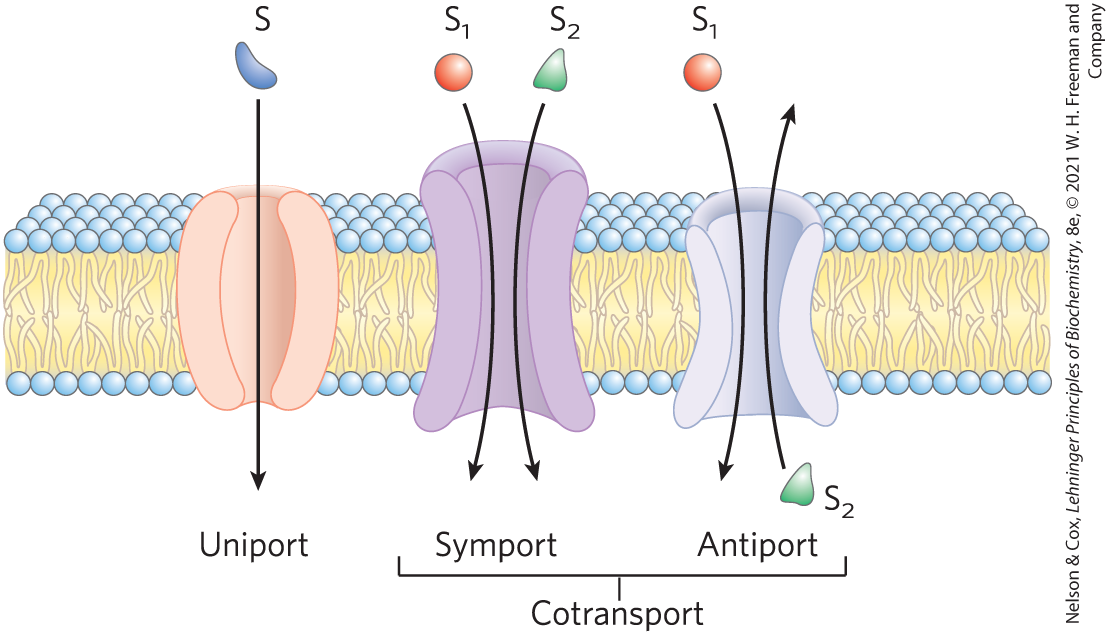 S
S₁
S₂
S₁
S₂
Uniport
Symport
Antiport
Cotransport
Nelson & Cox, Lehninger Principles of Biochemistry, 8e, © 2021 W. H. Freeman and
Company